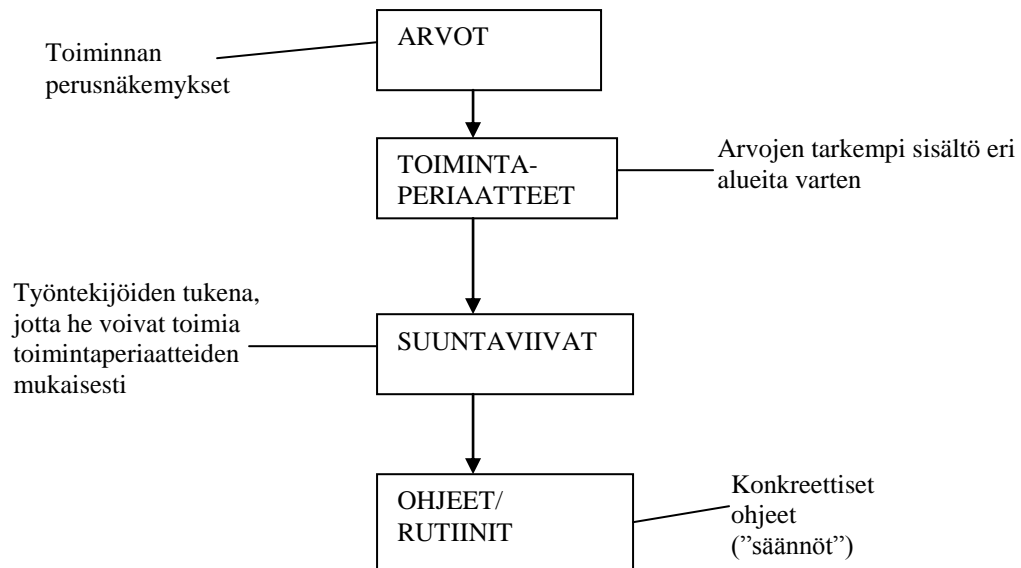 ARVOT
Toiminnan
perusnäkemykset
TOIMINTA-
PERIAATTEET
Arvojen tarkempi sisältö eri
alueita varten
Työntekijöiden tukena,
jotta he voivat toimia
toimintaperiaatteiden
mukaisesti
SUUNTAVIIVAT
OHJEET/
RUTIINIT
Konkreettiset
ohjeet
(”säännöt”)